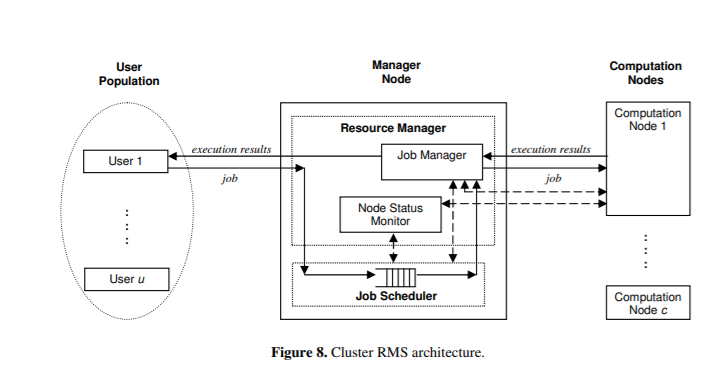 User
Population
Manager
Node
Computation
Nodes
Resource Manager
Computation
Node 1
User 1
execution results
job
Job Manager
execution results
job
Node Status
Monitor
User u
Job Scheduler
Computation
Node c
Figure 8. Cluster RMS architecture.